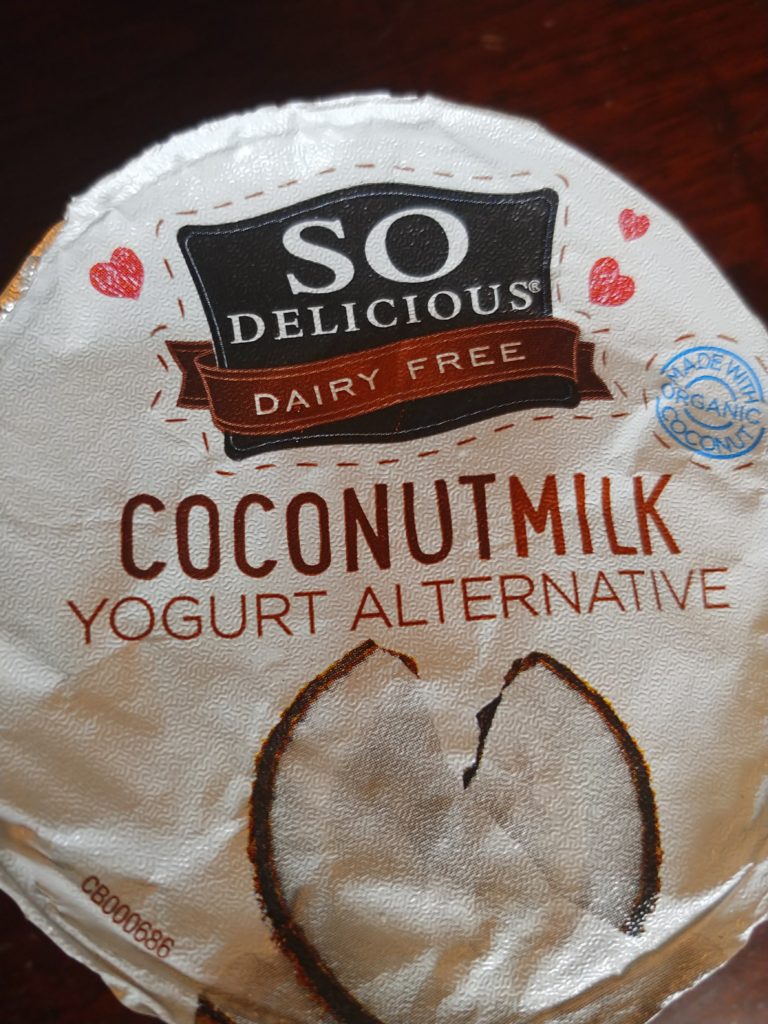 SO
DELICIOUS®
DAIRY FREE
MADE WITH
ORGANIC
COCONUT
COCONUTMILK
YOGURT ALTERNATIVE
CB000686